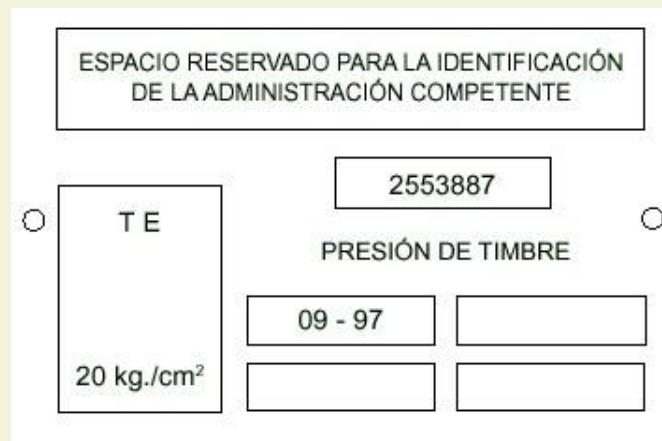 ESPACIO RESERVADO PARA LA IDENTIFICACIÓN
DE LA ADMINISTRACIÓN COMPETENTE
2553887
T E
PRESIÓN DE TIMBRE
09 - 97
20 kg./cm²